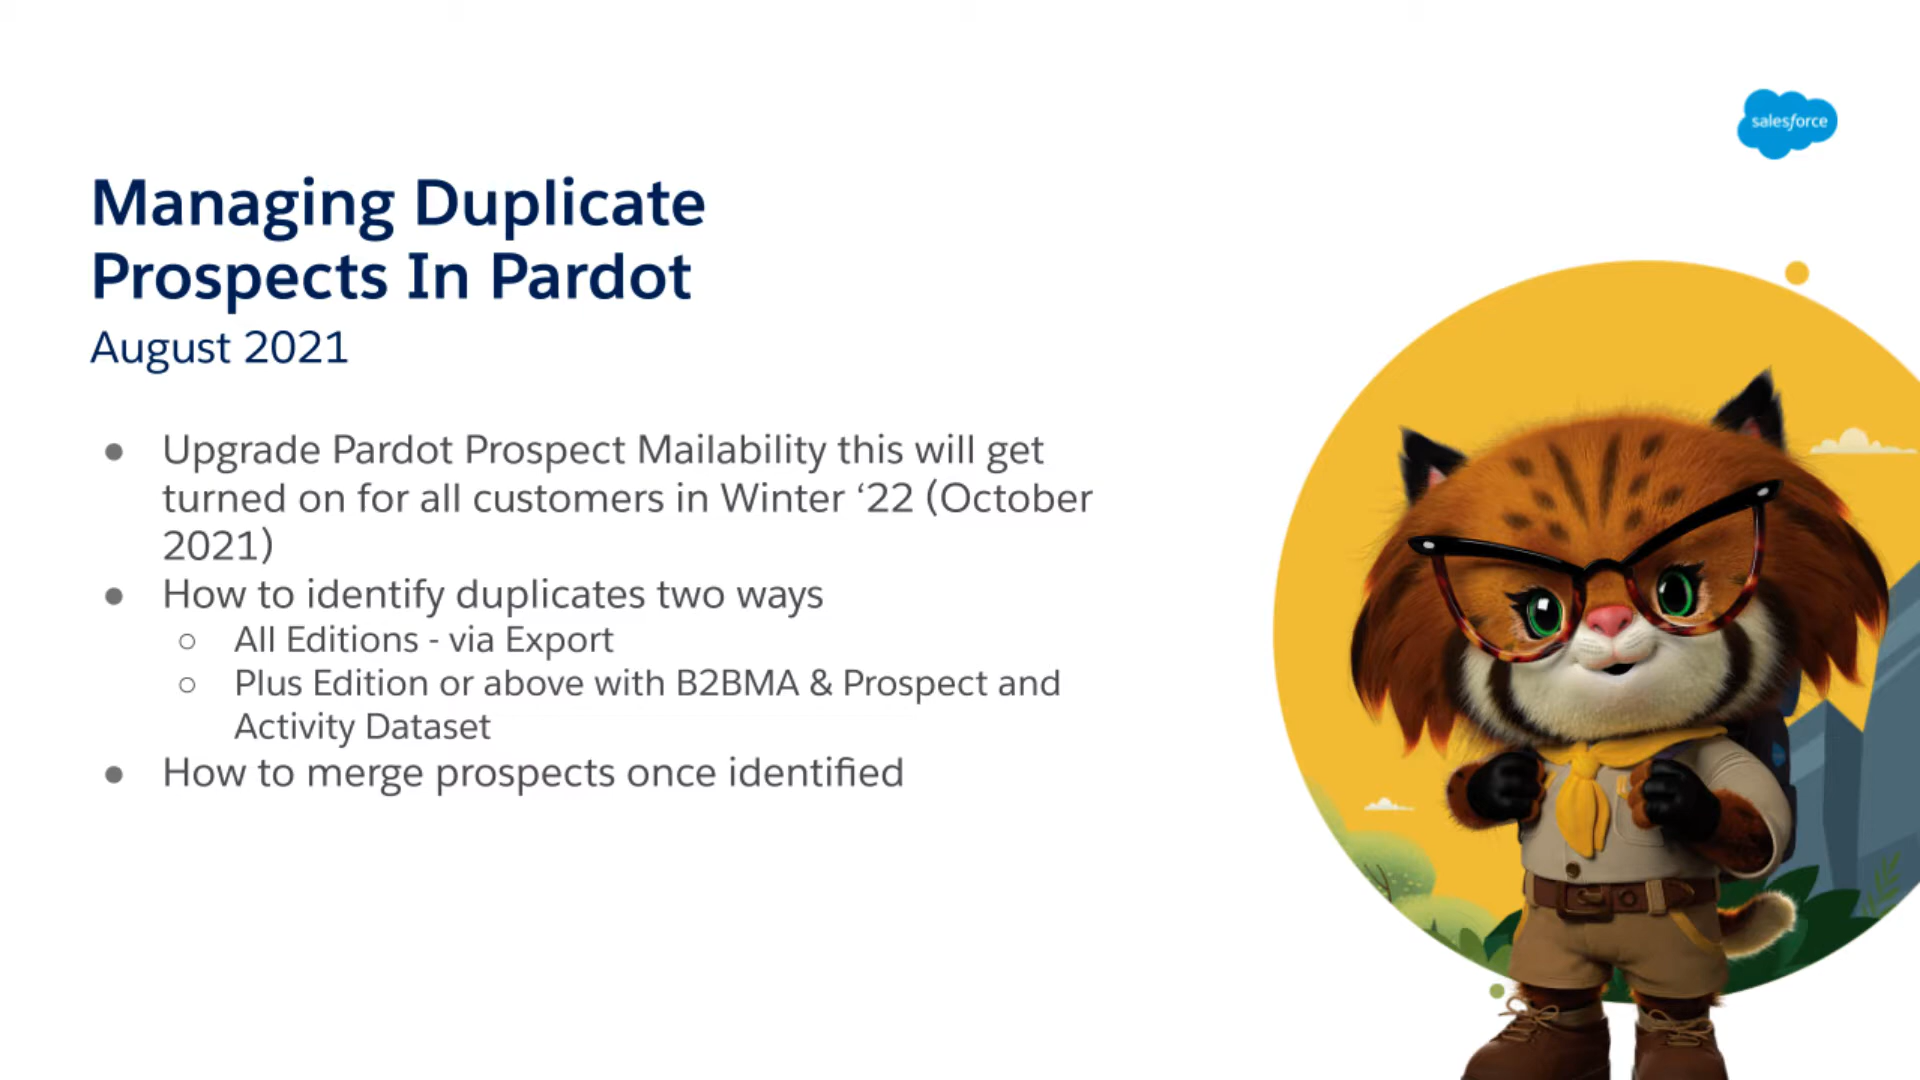 salesforce
Managing Duplicate
Prospects In Pardot
August 2021
● Upgrade Pardot Prospect Mailability this will get
turned on for all customers in Winter ‘22 (October
2021)
● How to identify duplicates two ways
○ All Editions - via Export
○ Plus Edition or above with B2BMA & Prospect and
Activity Dataset
● How to merge prospects once identified